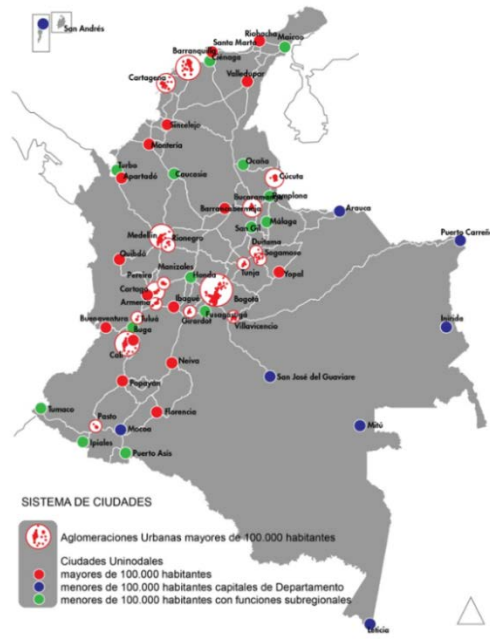 San Andrés
Riohacha
Santa Marta
Maicao
Barranquilla
Ciénaga
Cartagena
Valledupar
Sincelejo
Montería
Ocaña
Turbo
Caucasia
Cúcuta
Apartadó
Pamplona
Bucaramanga
Barrancabermeja
Arauca
Málaga
San Gil
Puerto Carreño
Medellín
Duitama
Rionegro
Sogamoso
Quibdó
Manizales
Tunja
Yopal
Pereira
Honda
Cartago
Ibagué
Bogotá
Armenia
Fusagasugá
Buenaventura
Tuluá
Girardot
Villavicencio
Inírida
Buga
Cali
Neiva
San José del Guaviare
Popayán
Tumaco
Florencia
Pasto
Mocoa
Mitú
Ipiales
Puerto Asís
SISTEMA DE CIUDADES
Aglomeraciones Urbanas mayores de 100.000 habitantes
Ciudades Uninodales
mayores de 100.000 habitantes
menores de 100.000 habitantes capitales de Departamento
menores de 100.000 habitantes con funciones subregionales
Leticia